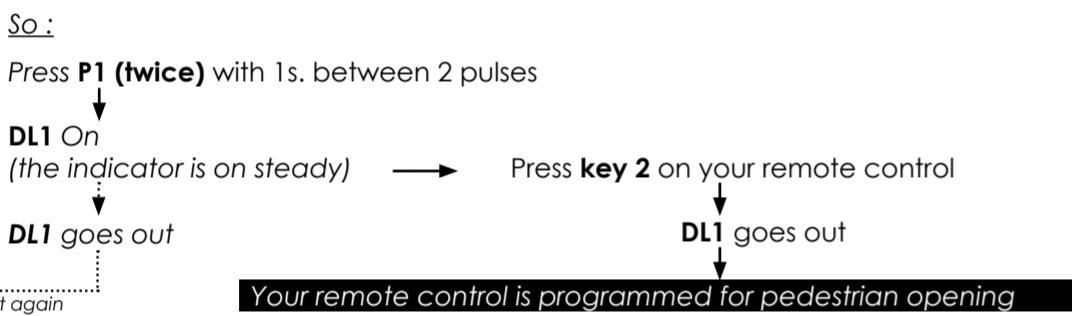 So :
Press P1 (twice) with 1s. between 2 pulses
DL1 On
(the indicator is on steady)
Press key 2 on your remote control
DL1 goes out
DL1 goes out
t again
Your remote control is programmed for pedestrian opening